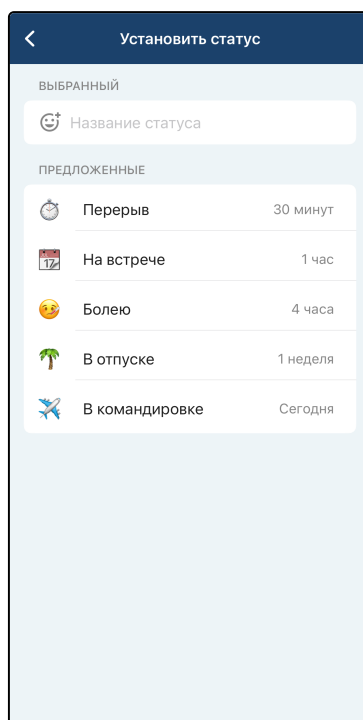 Установить статус
ВЫБРАННЫЙ
Название статуса
ПРЕДЛОЖЕННЫЕ
Перерыв 30 минут
17 На встрече 1 час
Болею 4 часа
В отпуске 1 неделя
В командировке Сегодня